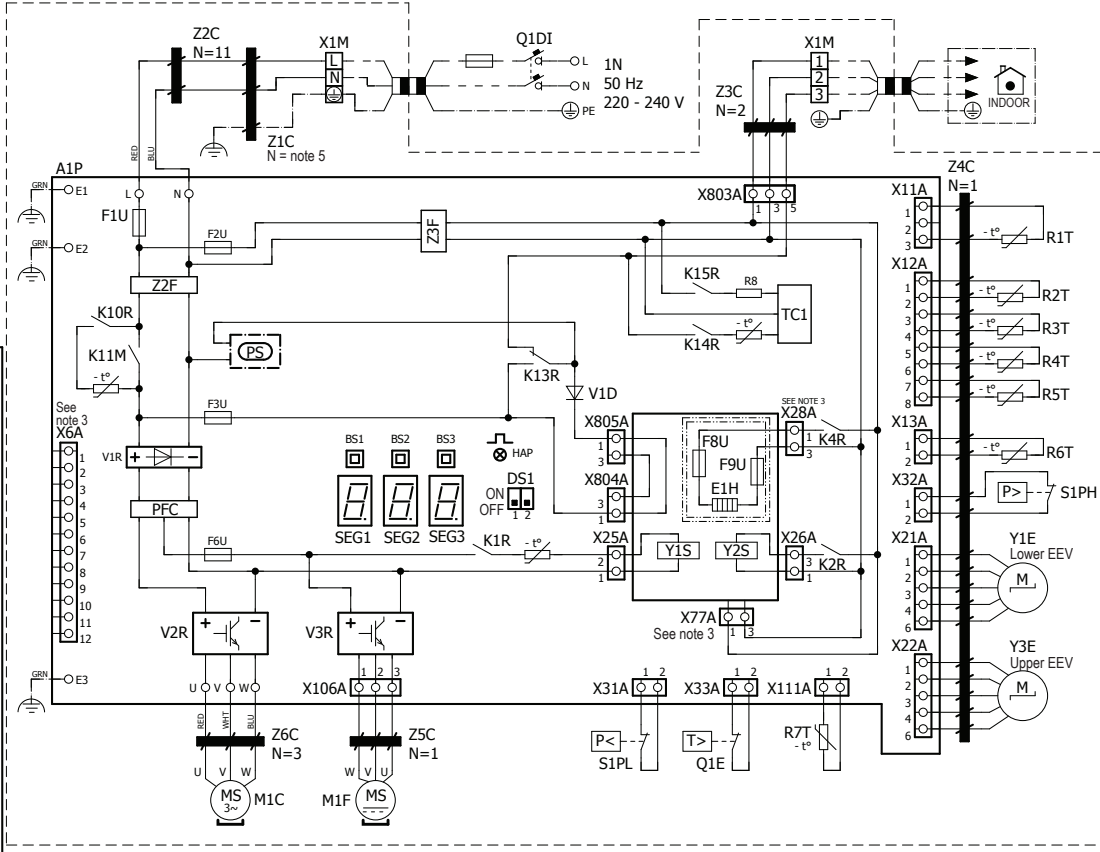 Z2C
N=11
X1M
L
N
Q1DI
L
N
PE
1N
50 Hz
220 - 240 V
X1M
1
2
3
INDOOR
Z3C
N=2
Z1C
N = note 5
RED
BLU
A1P
GRN
E1
L
N
F1U
GRN
E2
F2U
Z3F
Z2F
X803A
1
3
5
Z4C
N=1
X11A
1
2
3
- t°
R1T
K15R
R8
TC1
K14R
- t°
X12A
1
2
3
4
5
6
7
8
- t°
R2T
- t°
R3T
- t°
R4T
- t°
R5T
K10R
K11M
- t°
PS
K13R
V1D
F3U
See
note 3
X6A
1
2
3
4
5
6
7
8
9
10
11
12
V1R
+
-
PFC
BS1
BS2
BS3
HAP
DS1
ON
OFF
1 2
8.
8.
8.
SEG1
SEG2
SEG3
X805A
1
3
X804A
3
1
F8U
F9U
E1H
SEE NOTE 3
X28A
1
3
K4R
X13A
1
2
- t°
R6T
X32A
1
2
P>
S1PH
F6U
K1R
- t°
X25A
2
1
Y1S
Y2S
X26A
3
1
K2R
X21A
1
2
3
4
6
Y1E
Lower EEV
M
V2R
+
-
V3R
+
-
X77A
See note 3
1
3
X22A
1
2
3
4
6
Y3E
Upper EEV
M
GRN
E3
U
V
W
X106A
1
2
3
X31A
1 2
X33A
1 2
X111A
1 2
RED
WHT
BLU
Z6C
N=3
Z5C
N=1
P<
S1PL
T>
Q1E
R7T
- t°
U
V
W
W
V
U
MS
3~
M1C
M1F
MS